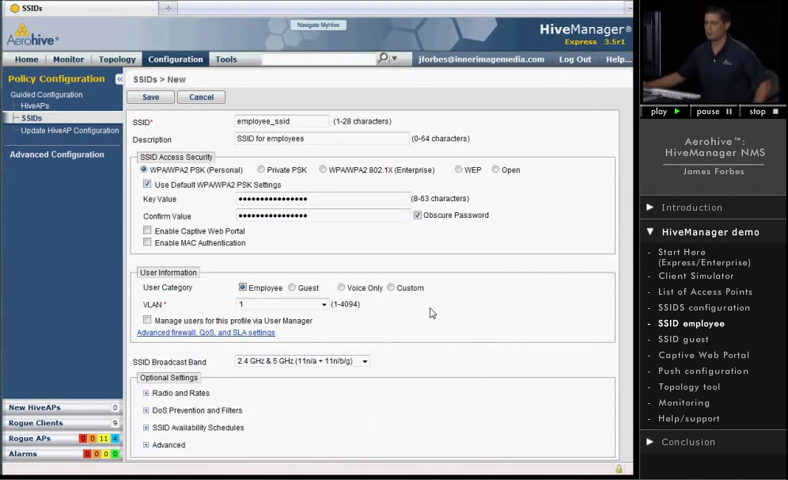 SSIDs
Navigate MyHive
HiveManager®
Express 3.5r1
Aerohive
NETWORKS
Home Monitor Topology Configuration Tools jforbes@innerimagemedia.com Log Out Help...
Policy Configuration
Guided Configuration
HiveAPs
SSIDs
Update HiveAP Configuration
Advanced Configuration
New HiveAPs 0
Rogue Clients 9
Rogue APs 0 0 11 4
Alarms 0 0 0 0
SSIDs > New
Save Cancel
SSID* employee_ssid (1-28 characters)
Description SSID for employees (0-64 characters)
SSID Access Security
WPA/WPA2 PSK (Personal) Private PSK WPA/WPA2 802.1X (Enterprise) WEP Open
Use Default WPA/WPA2 PSK Settings
Key Value •••••••••••••••• (8-63 characters)
Confirm Value •••••••••••••••• Obscure Password
Enable Captive Web Portal
Enable MAC Authentication
User Information
User Category Employee Guest Voice Only Custom
VLAN * 1 (1-4094)
Manage users for this profile via User Manager
Advanced firewall, QoS, and SLA settings
SSID Broadcast Band 2.4 GHz & 5 GHz (11n/a + 11n/b/g)
Optional Settings
Radio and Rates
DoS Prevention and Filters
SSID Availability Schedules
Advanced
play pause stop
Aerohive™:
HiveManager NMS
James Forbes
Introduction
HiveManager demo
- Start Here
(Express/Enterprise)
- Client Simulator
- List of Access Points
- SSIDS configuration
- SSID employee
- SSID guest
- Captive Web Portal
- Push configuration
- Topology tool
- Monitoring
- Help/support
Conclusion